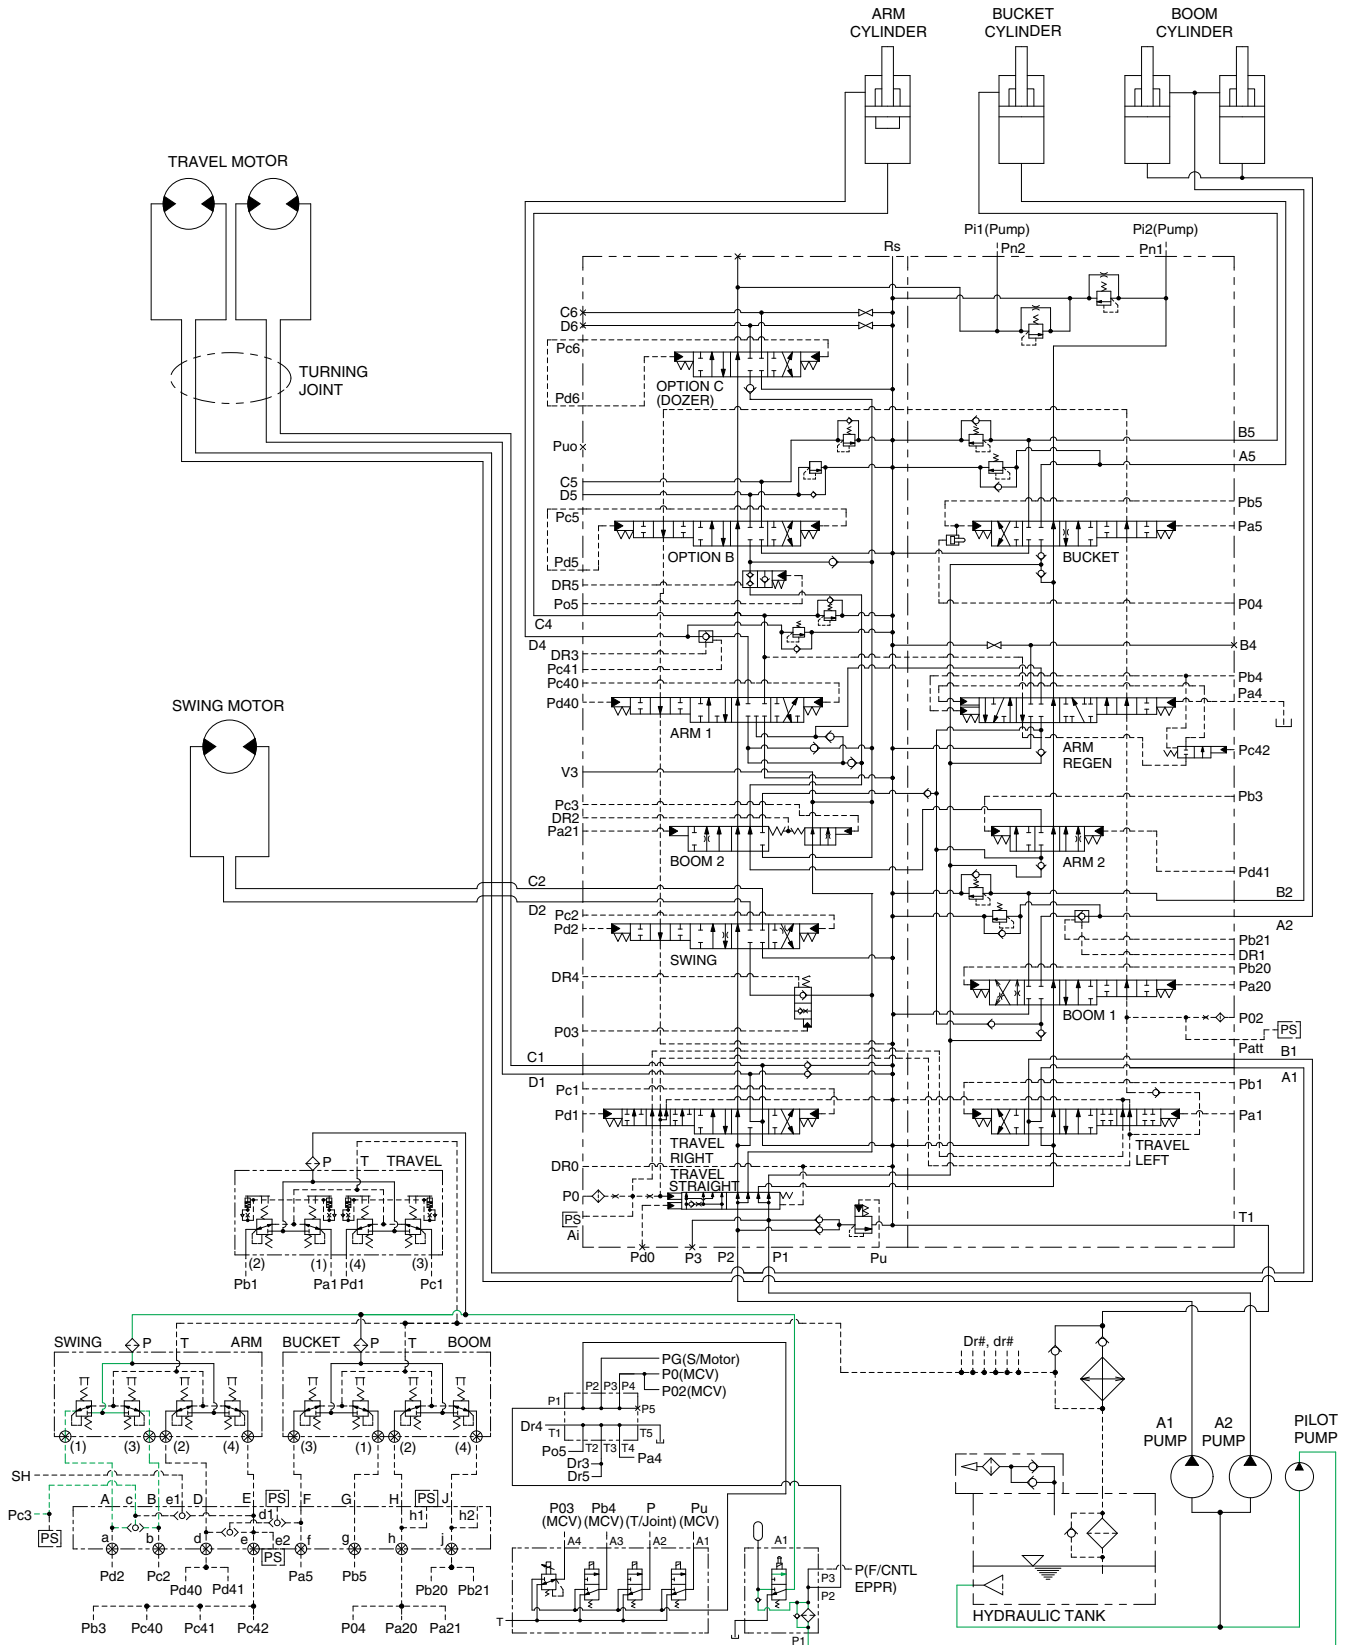 ARM
CYLINDER
BUCKET
CYLINDER
BOOM
CYLINDER
TRAVEL MOTOR
TURNING
JOINT
SWING MOTOR
Pi1(Pump)
Pn2
Pi2(Pump)
Pn1
Rs
C6
D6
Pc6
Pd6
OPTION C
(DOZER)
Puo
C5
D5
Pc5
Pd5
OPTION B
DR5
Po5
C4
D4
DR3
Pc41
Pc40
Pd40
ARM 1
V3
Pc3
DR2
Pa21
BOOM 2
C2
D2
Pc2
Pd2
SWING
DR4
P03
C1
D1
Pc1
Pd1
TRAVEL
RIGHT
DR0
TRAVEL
STRAIGHT
P0
PS
Ai
Pd0
P3
P2
P1
Pu
B5
A5
Pb5
Pa5
BUCKET
P04
B4
Pb4
Pa4
ARM
REGEN
Pc42
Pb3
ARM 2
Pd41
B2
A2
Pb21
DR1
Pb20
Pa20
BOOM 1
P02
PS
Patt
B1
A1
Pb1
Pa1
TRAVEL
LEFT
T1
P
T
TRAVEL
(2)
(1)
(4)
(3)
Pb1
Pa1
Pd1
Pc1
SWING
P
T
ARM
BUCKET
P
T
BOOM
(1)
(3)
(2)
(4)
(3)
(1)
(2)
(4)
SH
Pc3
PS
A
c
B
e1
D
E
PS
F
d1
G
H
PS
J
h1
h2
a
b
d
e
PS
e2
f
g
h
j
Pd2
Pc2
Pd40
Pd41
Pa5
Pb5
Pb20
Pb21
Pb3
Pc40
Pc41
Pc42
P04
Pa20
Pa21
PG(S/Motor)
P0(MCV)
P02(MCV)
P1
P2
P3
P4
P5
Dr4
T1
T2
T3
T4
T5
Po5
Dr3
Dr5
Pa4
P03
(MCV)
Pb4
(MCV)
P
(T/Joint)
Pu
(MCV)
A4
A3
A2
A1
T
A1
P3
P2
P1
P(F/CNTL
EPPR)
Dr#, dr#
A1
PUMP
A2
PUMP
PILOT
PUMP
HYDRAULIC TANK